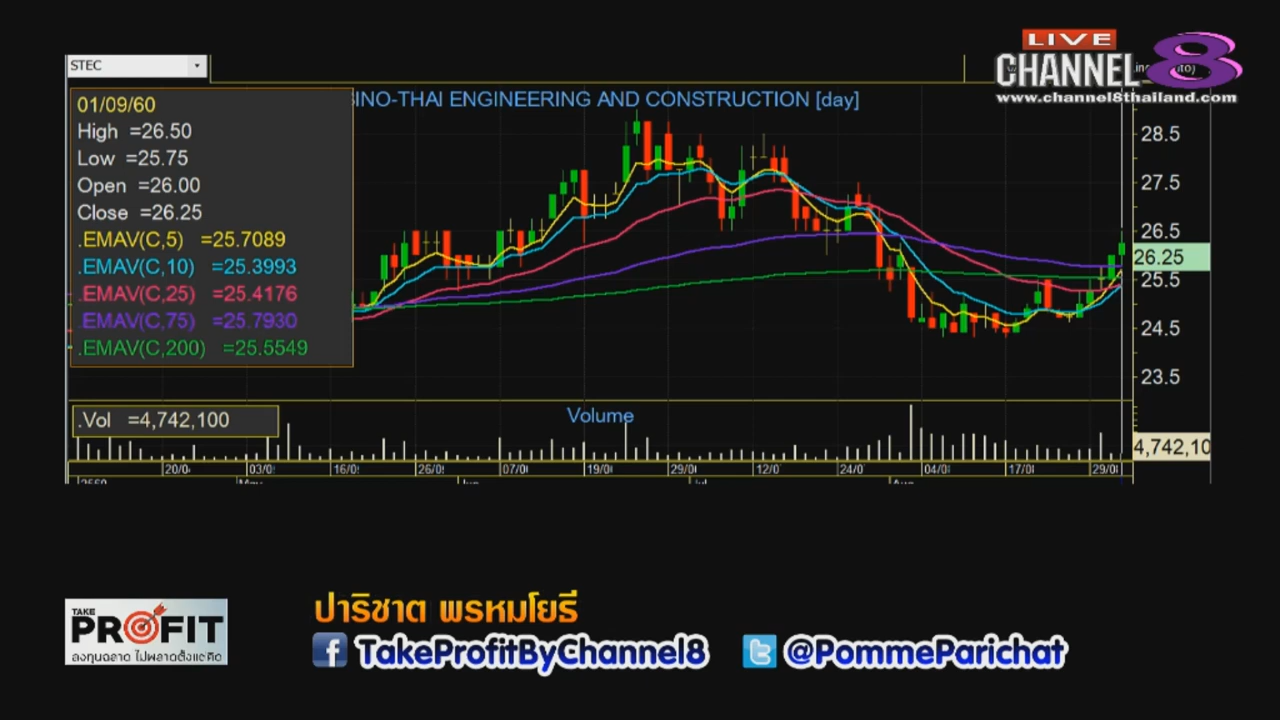 LIVE
CHANNEL 8
www.channel8thailand.com
STEC
SINO-THAI ENGINEERING AND CONSTRUCTION [day]
01/09/60
High =26.50
Low =25.75
Open =26.00
Close =26.25
.EMAV(C,5) =25.7089
.EMAV(C,10) =25.3993
.EMAV(C,25) =25.4176
.EMAV(C,75) =25.7930
.EMAV(C,200) =25.5549
28.5
27.5
26.5
26.25
25.5
24.5
23.5
.Vol =4,742,100
Volume
4,742,10
20/0 03/0 16/0 26/0 07/0 19/0 29/0 12/0 24/0 04/0 17/0 29/0
2560 May Jun Jul Aug
TAKE
PROFIT
ลงทุนฉลาด ไม่พลาดตั้งแต่คิด
ปาริชาต พรหมโยธี
TakeProfitByChannel8 @PommeParichat